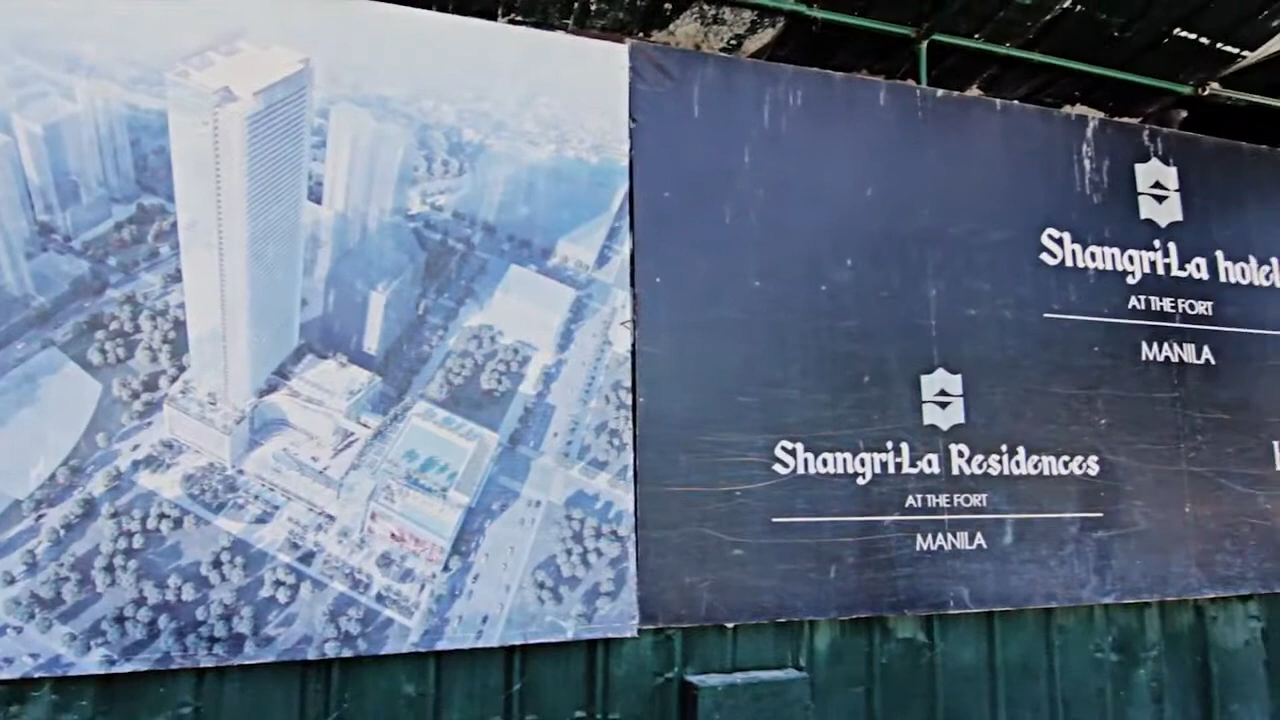 Shangri-La hotel
AT THE FORT
MANILA
Shangri-La Residences
AT THE FORT
MANILA